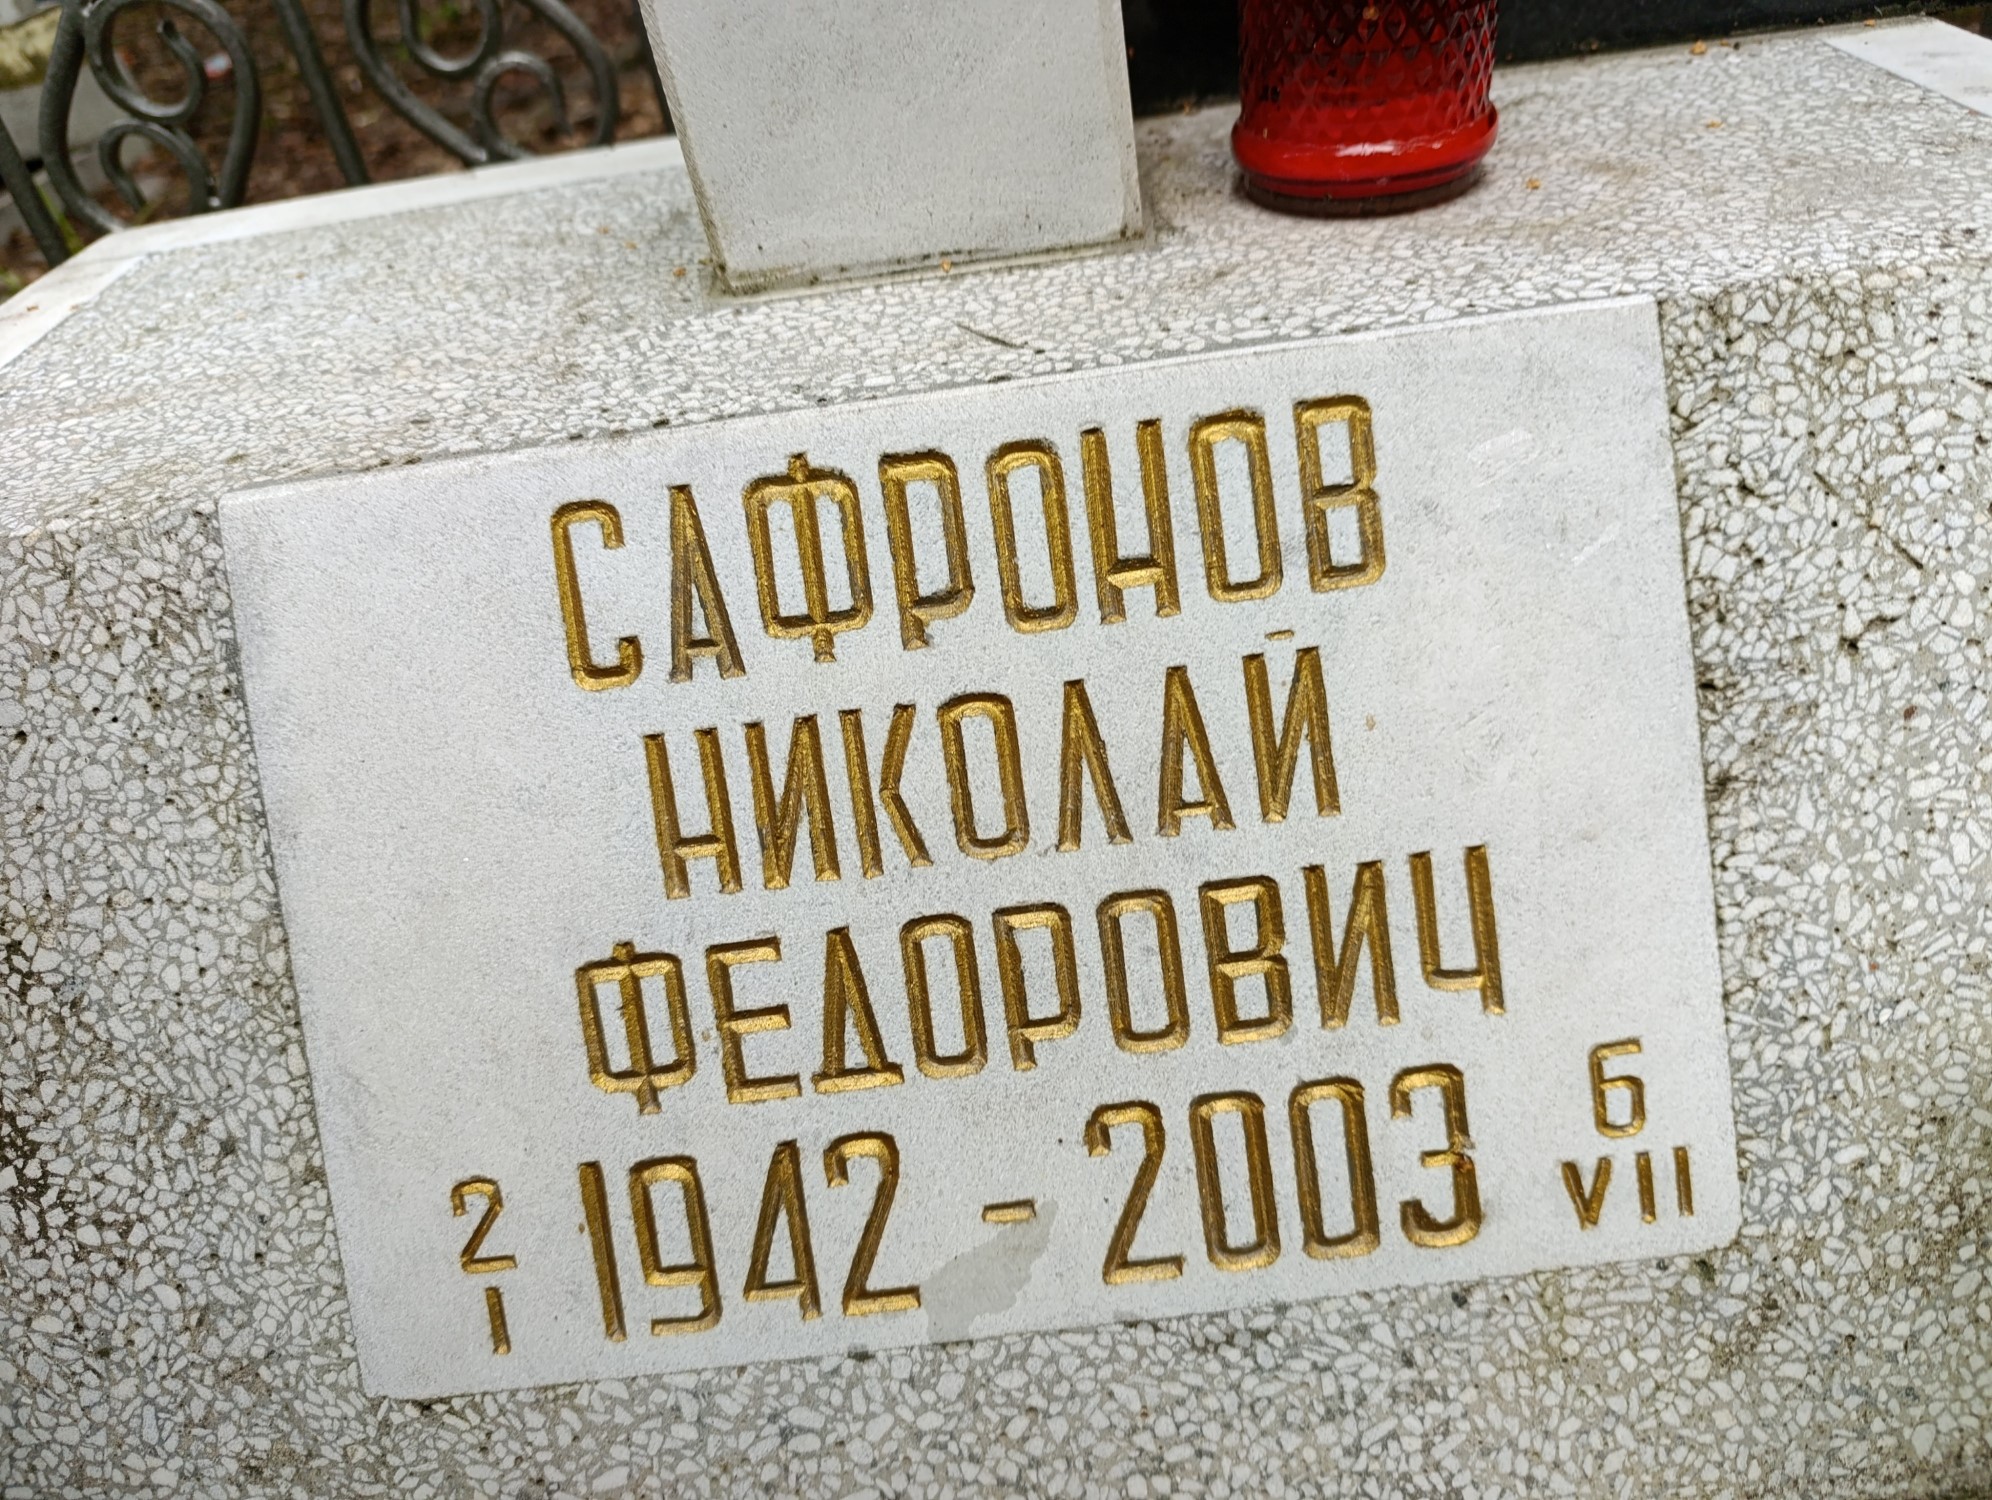 САФРОНОВ
НИКОЛАЙ
ФЕДОРОВИЧ
2/I 1942 - 2003 6/VII